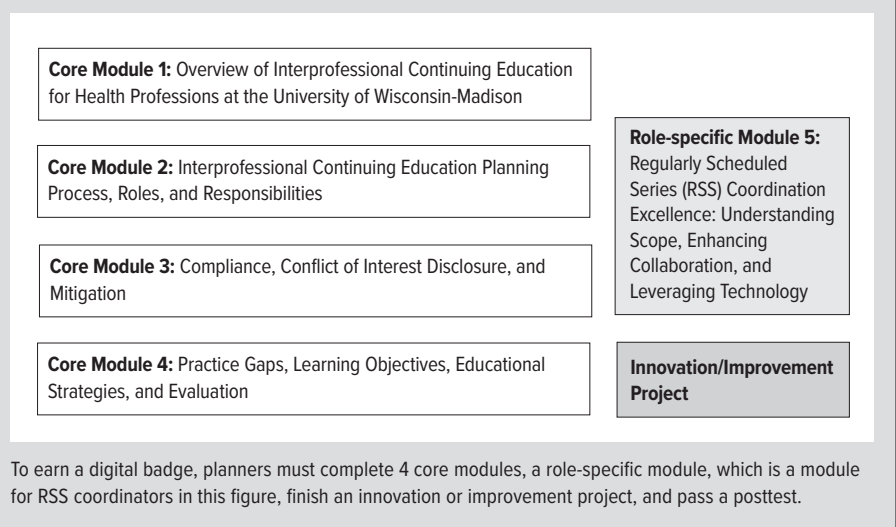 Core Module 1: Overview of Interprofessional Continuing Education
for Health Professions at the University of Wisconsin-Madison
Core Module 2: Interprofessional Continuing Education Planning
Process, Roles, and Responsibilities
Core Module 3: Compliance, Conflict of Interest Disclosure, and
Mitigation
Core Module 4: Practice Gaps, Learning Objectives, Educational
Strategies, and Evaluation
Role-specific Module 5:
Regularly Scheduled
Series (RSS) Coordination
Excellence: Understanding
Scope, Enhancing
Collaboration, and
Leveraging Technology
Innovation/Improvement
Project
To earn a digital badge, planners must complete 4 core modules, a role-specific module, which is a module
for RSS coordinators in this figure, finish an innovation or improvement project, and pass a posttest.